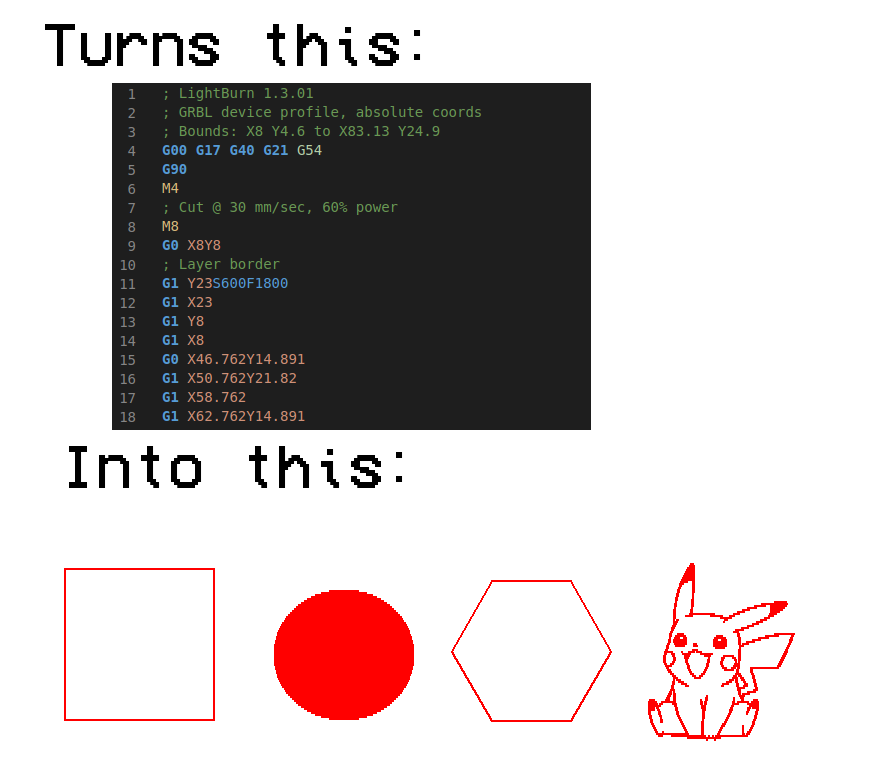 Turns this:
1 ; LightBurn 1.3.01
2 ; GRBL device profile, absolute coords
3 ; Bounds: X8 Y4.6 to X83.13 Y24.9
4 G00 G17 G40 G21 G54
5 G90
6 M4
7 ; Cut @ 30 mm/sec, 60% power
8 M8
9 G0 X8Y8
10 ; Layer border
11 G1 Y23S600F1800
12 G1 X23
13 G1 Y8
14 G1 X8
15 G0 X46.762Y14.891
16 G1 X50.762Y21.82
17 G1 X58.762
18 G1 X62.762Y14.891
Into this: